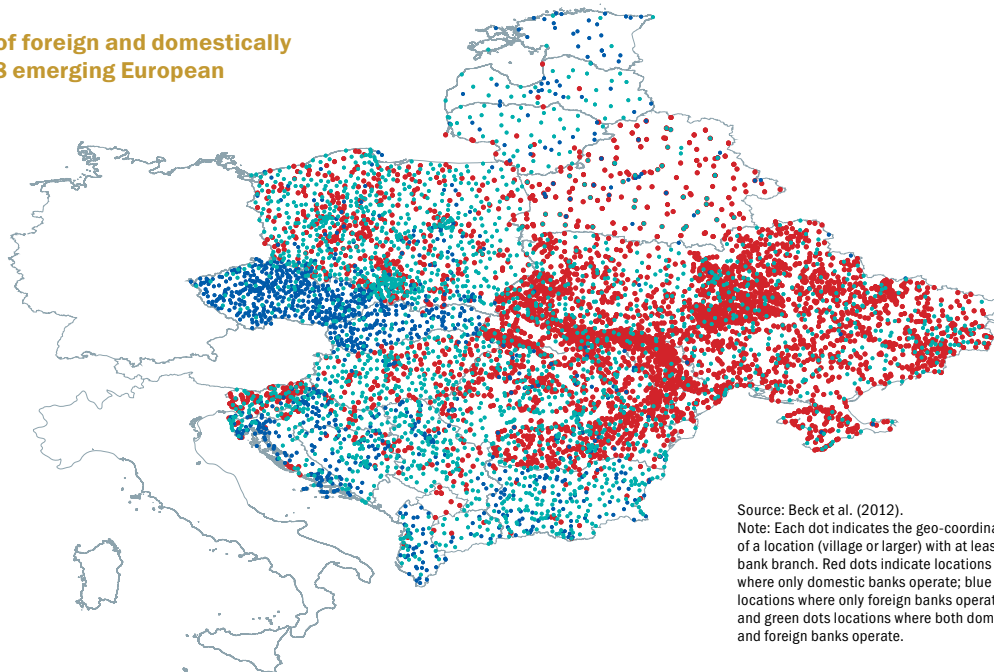 of foreign and domestically
3 emerging European
Source: Beck et al. (2012).
Note: Each dot indicates the geo-coordina
of a location (village or larger) with at leas
bank branch. Red dots indicate locations
where only domestic banks operate; blue
locations where only foreign banks operat
and green dots locations where both dom
and foreign banks operate.